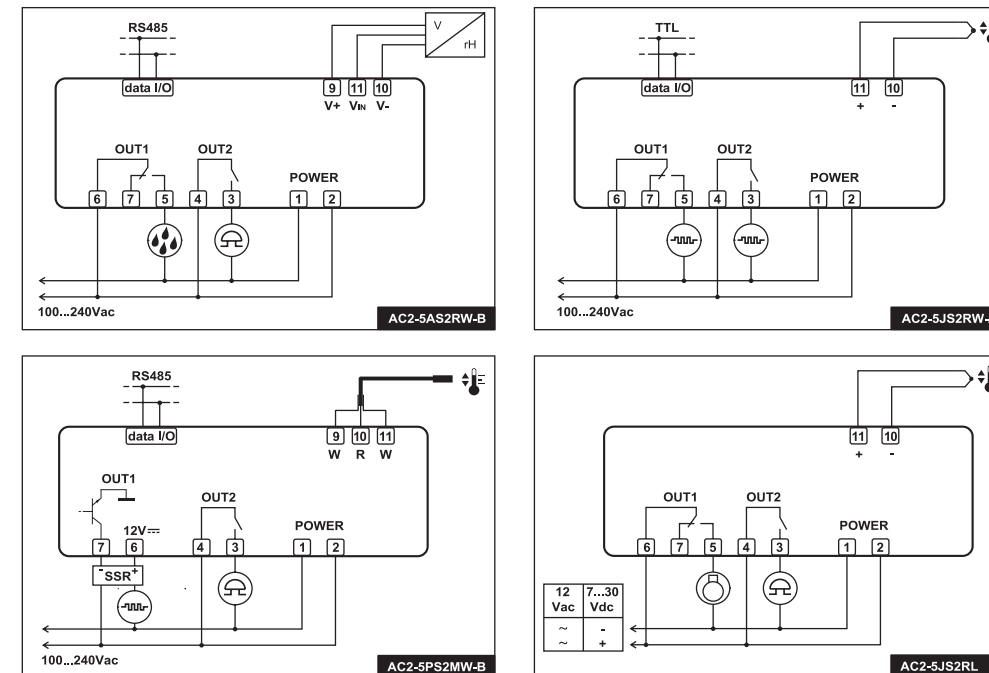 RS485
data I/O
V
rH
9 11 10
V+ VIN V-
OUT1 OUT2
POWER
6 7 5 4 3 1 2
100...240Vac
AC2-5AS2RW-B
TTL
data I/O
11 10
+ -
OUT1 OUT2
POWER
6 7 5 4 3 1 2
100...240Vac
AC2-5JS2RW-
RS485
data I/O
9 10 11
W R W
OUT1
12V
OUT2
POWER
7 6 4 3 1 2
- SSR +
100...240Vac
AC2-5PS2MW-B
11 10
+ -
OUT1 OUT2
POWER
6 7 5 4 3 1 2
12 7...30
Vac Vdc
~ -
~ +
AC2-5JS2RL